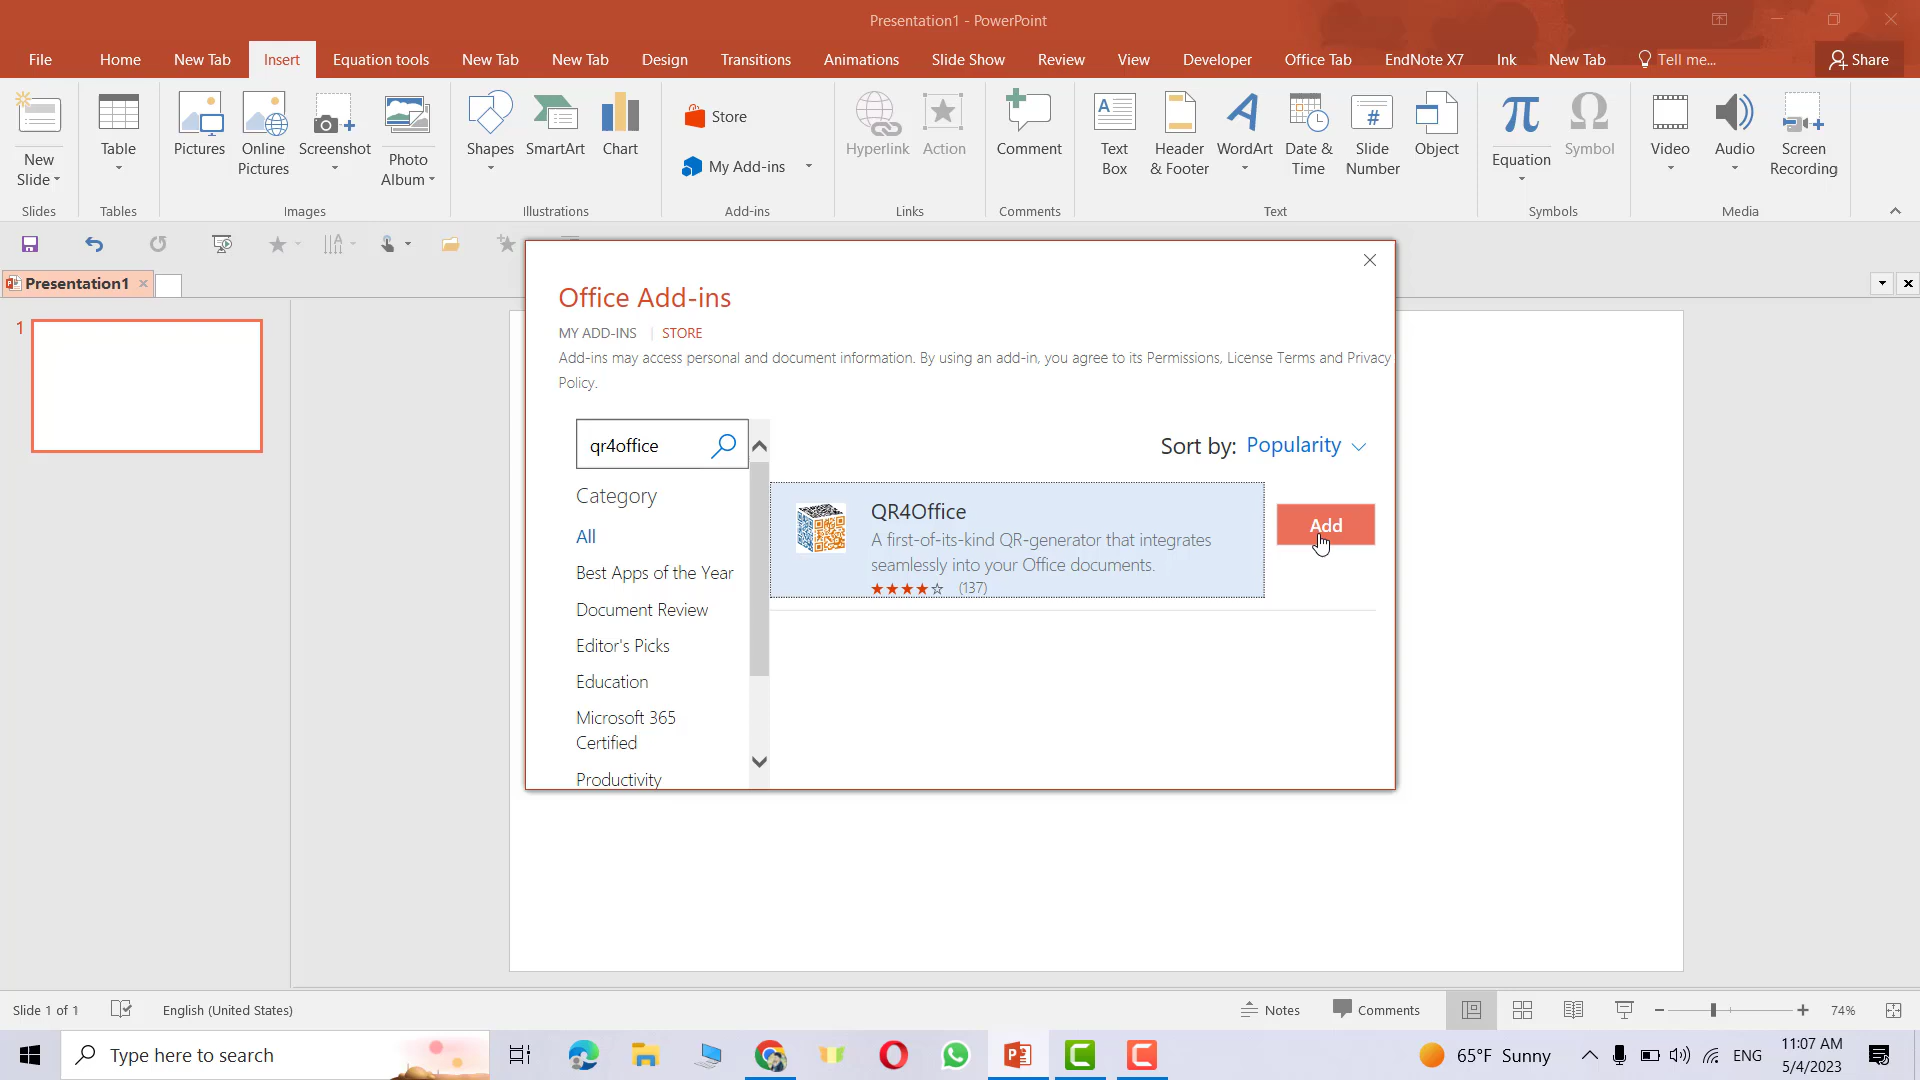 Presentation1 - PowerPoint
File Home New Tab Insert Equation tools New Tab New Tab Design Transitions Animations Slide Show Review View Developer Office Tab EndNote X7 Ink New Tab Tell me... Share
New Slide
Table
Pictures
Online Pictures
Screenshot
Photo Album
Shapes
SmartArt
Chart
Store
My Add-ins
Hyperlink
Action
Comment
Text Box
Header & Footer
WordArt
Date & Time
Slide Number
Object
Equation
Symbol
Video
Audio
Screen Recording
Slides Tables Images Illustrations Add-ins Links Comments Text Symbols Media
Presentation1
1
Office Add-ins
MY ADD-INS | STORE
Add-ins may access personal and document information. By using an add-in, you agree to its Permissions, License Terms and Privacy
Policy.
qr4office
Sort by: Popularity
Category
All
Best Apps of the Year
Document Review
Editor's Picks
Education
Microsoft 365
Certified
Productivity
QR4Office
A first-of-its-kind QR-generator that integrates
seamlessly into your Office documents.
(137)
Add
Slide 1 of 1 English (United States) Notes Comments 74%
Type here to search
65°F Sunny
ENG
11:07 AM
5/4/2023